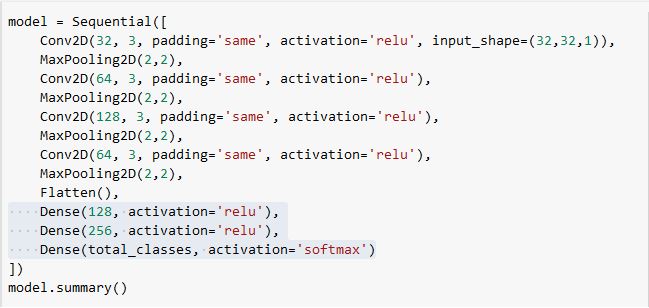 model = Sequential([
    Conv2D(32, 3, padding='same', activation='relu', input_shape=(32,32,1)),
    MaxPooling2D(2,2),
    Conv2D(64, 3, padding='same', activation='relu'),
    MaxPooling2D(2,2),
    Conv2D(128, 3, padding='same', activation='relu'),
    MaxPooling2D(2,2),
    Conv2D(64, 3, padding='same', activation='relu'),
    MaxPooling2D(2,2),
    Flatten(),
    Dense(128, activation='relu'),
    Dense(256, activation='relu'),
    Dense(total_classes, activation='softmax')
])
model.summary()